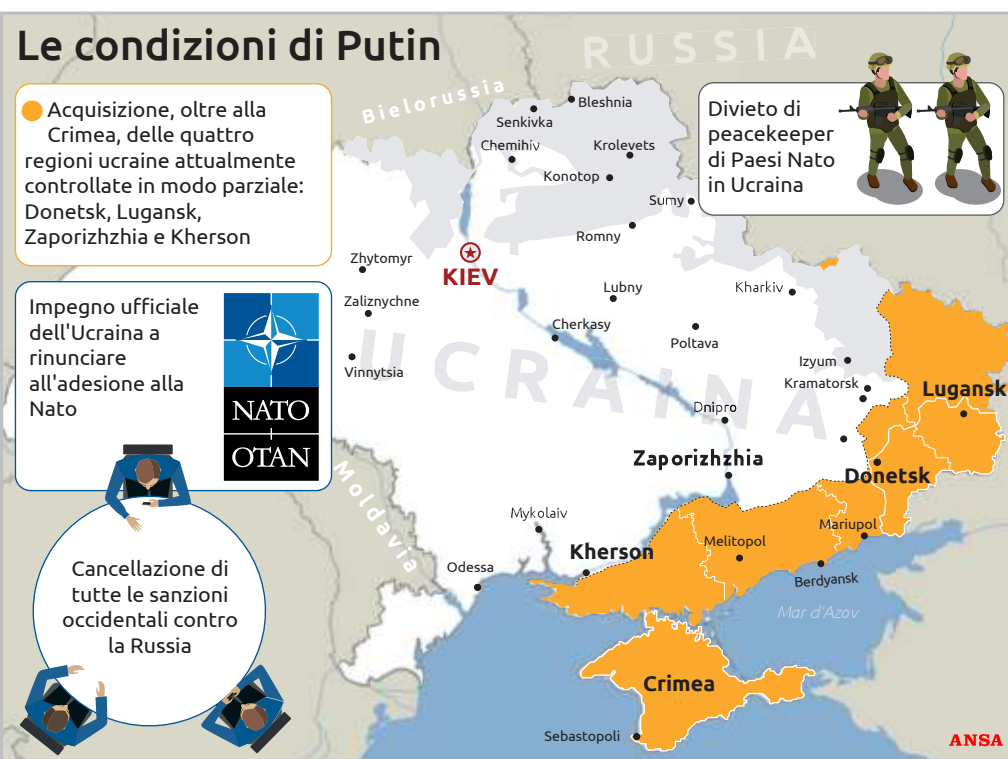 Le condizioni di Putin
Acquisizione, oltre alla
Crimea, delle quattro
regioni ucraine attualmente
controllate in modo parziale:
Donetsk, Lugansk,
Zaporizhzhia e Kherson
Impegno ufficiale
dell'Ucraina a
rinunciare
all'adesione alla
Nato
NATO
OTAN
Cancellazione di
tutte le sanzioni
occidentali contro
la Russia
Divieto di
peacekeeper
di Paesi Nato
in Ucraina
RUSSIA
Bielorussia
Bleshnia
Senkivka
Chemihiv
Krolevets
Konotop
Sumy
Romny
Zhytomyr
KIEV
Zaliznychne
Lubny
Kharkiv
Cherkasy
Poltava
Vinnytsia
UCRAINA
Izyum
Kramatorsk
Lugansk
Dnipro
Zaporizhzhia
Donetsk
Moldavia
Mykolaiv
Mariupol
Melitopol
Kherson
Odessa
Berdyansk
Mar d'Azov
Crimea
Sebastopoli
ANSA